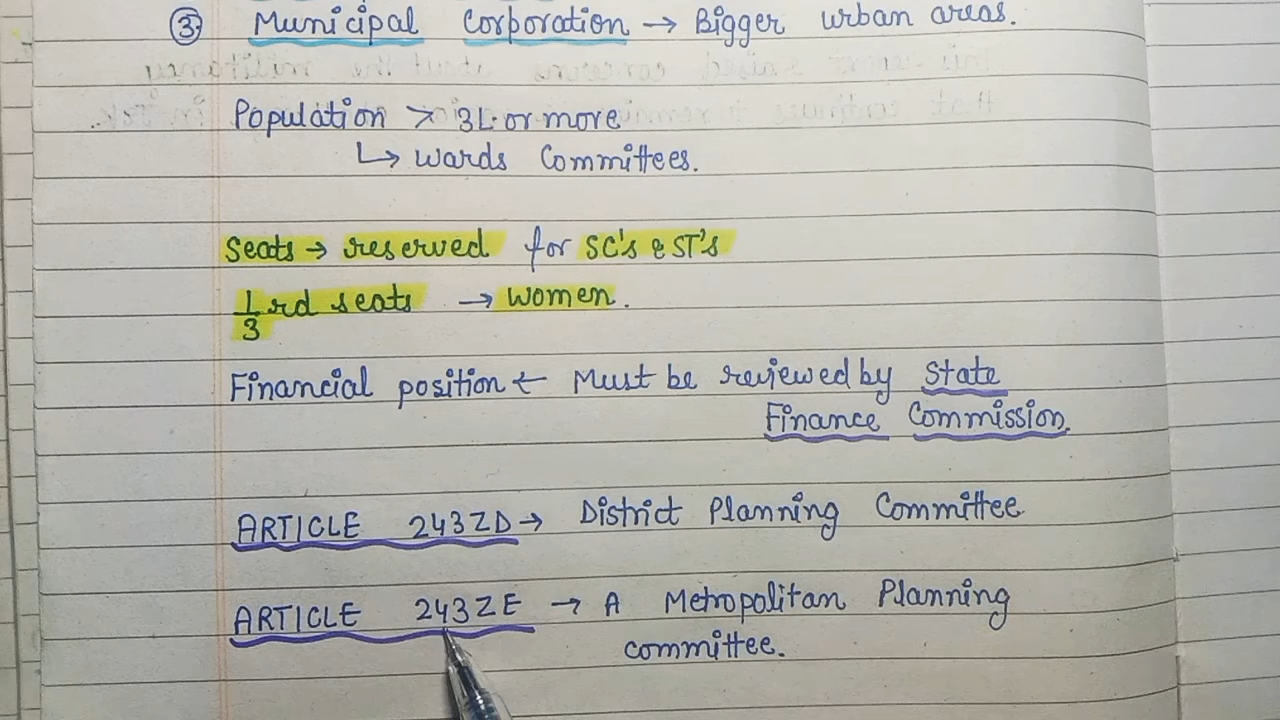 ③ Municipal Corporation → Bigger urban areas.
Population > 3L or more
↳ wards Committees.
Seats → reserved for SC's & ST's
1/3 rd seats → women.
Financial position ← Must be reviewed by State
Finance Commission
ARTICLE 243ZD → District Planning Committee
ARTICLE 243ZE → A Metropolitan Planning
committee.